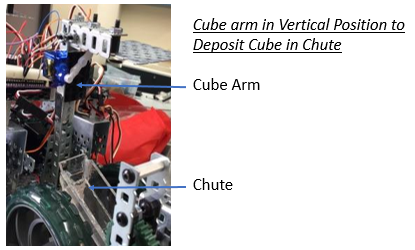 Cube arm in Vertical Position to
Deposit Cube in Chute
Cube Arm
Chute